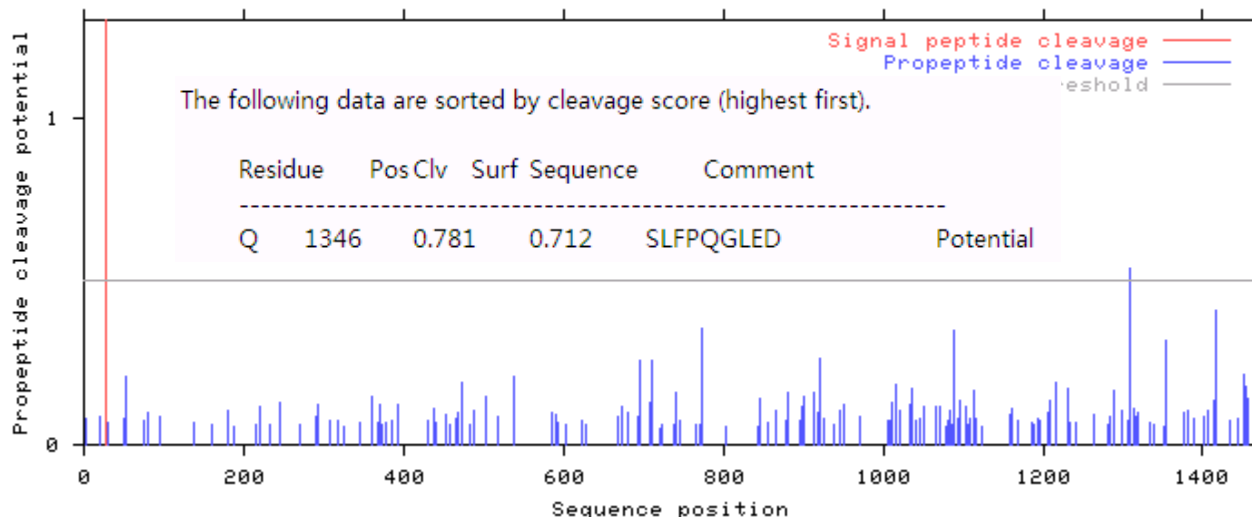 Propeptide cleavage potential
Signal peptide cleavage
Propeptide cleavage
reshold
The following data are sorted by cleavage score (highest first).
Residue Pos Clv Surf Sequence Comment
-----------------------------------------------------------------
Q 1346 0.781 0.712 SLFPQGLED Potential
1
0
0 200 400 600 800 1000 1200 1400
Sequence position